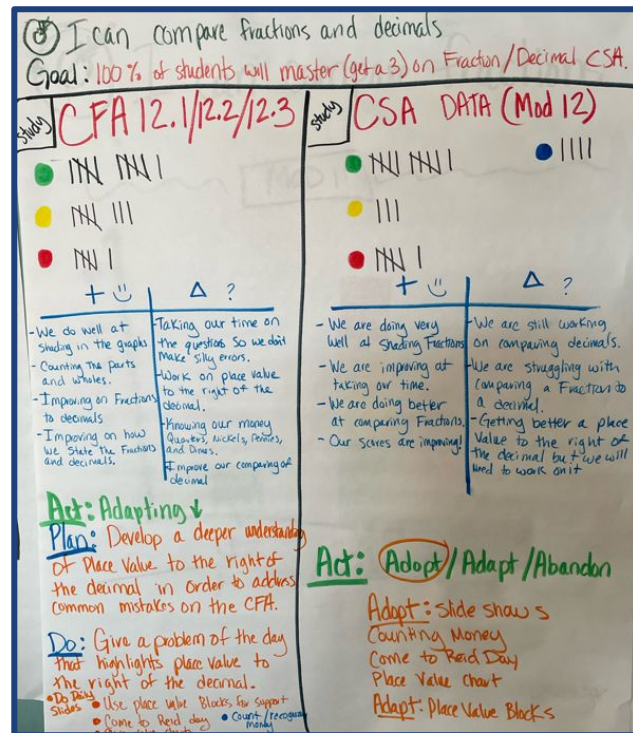 I can compare fractions and decimals
Goal: 100% of students will master (get a 3) on Fraction/Decimal CSA.
Study
CFA 12.1/12.2/12.3
+ ?
- We do well at
shading in the graphs
- Counting the parts
and wholes.
- Improving on Fractions
to decimals
- Improving on how
we State the Fractions
and decimals.
Δ ?
- Taking our time on
the questions So we don't
Make Silly errors.
- Work on place value
to the right of the
decimal.
- Knowing our money
Quarters, Nickels, Pennies,
and Dimes.
Improve our comparing of
decimal
Act: Adapting
Plan: Develop a deeper understanding
of Place Value to the right of
the decimal in order to address
common mistakes on the CFA.
Do: Give a problem of the day
that highlights place value to
the right of the decimal.
• Do Daily
Slides
• Use place value Blocks for support
• Come to Reid day
• Count/recognize
money
Study
CSA DATA (Mod 12)
+
- We are doing very
well at shading Fractions
- We are improving at
taking our time.
- We are doing better
at comparing Fractions.
- Our scores are improving!
Δ ?
- We are still working
on comparing decimals.
- We are struggling with
comparing a Fraction to
a decimal.
- Getting better a place
Value to the right of
the decimal but we will
need to work on it
Act: Adopt/Adapt/Abandon
Adopt: slide shows
Counting Money
Come to Reid Day
Place Value Chart
Adapt: Place Value Blocks